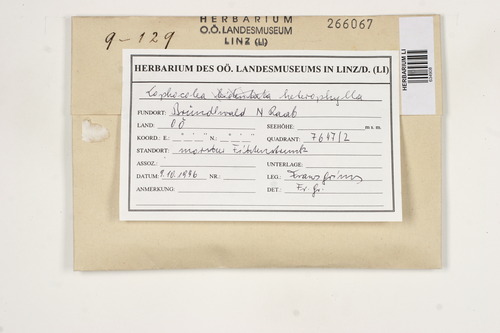 HERBARIUM
O.Ö. LANDESMUSEUM
LINZ (LI)
266067
9-129
HERBARIUM LI
HERBARIUM DES OÖ. LANDESMUSEUMS IN LINZ/D. (LI)
Lophocolea bidentata heterophylla
FUNDORT: Bründlwald N Raab
LAND: OÖ SEEHÖHE: m s. m.
KOORD.: E ° ' " / N ° ' " QUADRANT: 7647/2
STANDORT: morscher Fichtenstumpf
ASSOZ.: UNTERLAGE:
DATUM: 9.10.1996 NR.: LEG.: Franz Grims
ANMERKUNG: DET.: Fr. Gr.